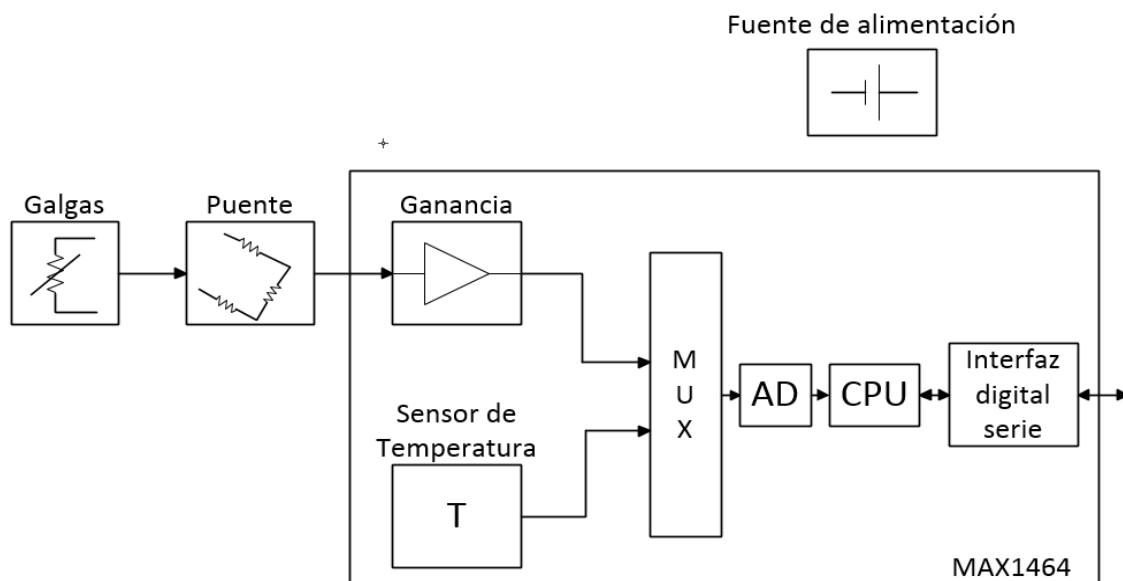 Fuente de alimentación
Galgas
Puente
Ganancia
M
U
X
AD
CPU
Interfaz
digital
serie
Sensor de
Temperatura
T
MAX1464